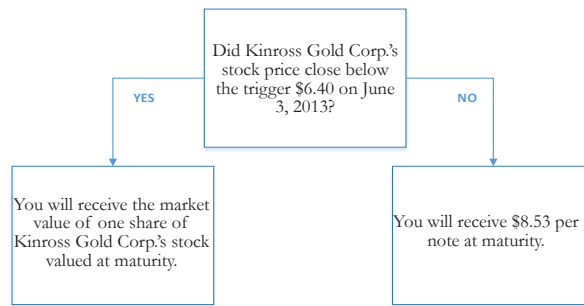 Did Kinross Gold Corp.'s
stock price close below
the trigger $6.40 on June
3, 2013?
YES
NO
You will receive the market
value of one share of
Kinross Gold Corp.'s stock
valued at maturity.
You will receive $8.53 per
note at maturity.